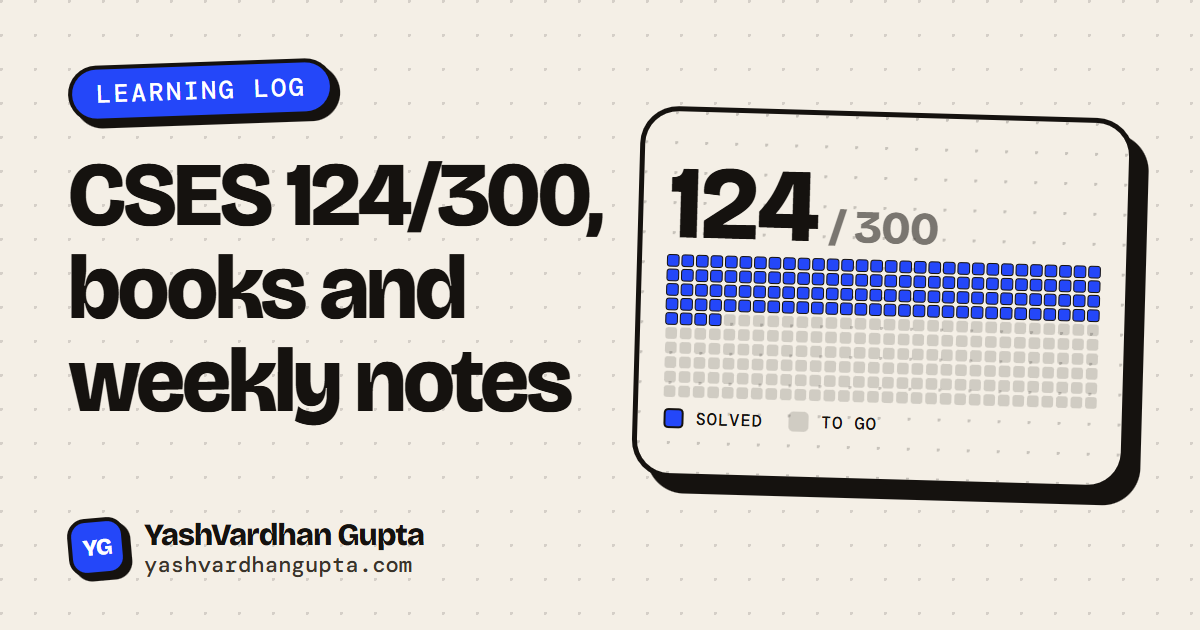 LEARNING LOG
CSES 124/300,
books and
weekly notes
124 / 300
SOLVED TO GO
YG
YashVardhan Gupta
yashvardhangupta.com